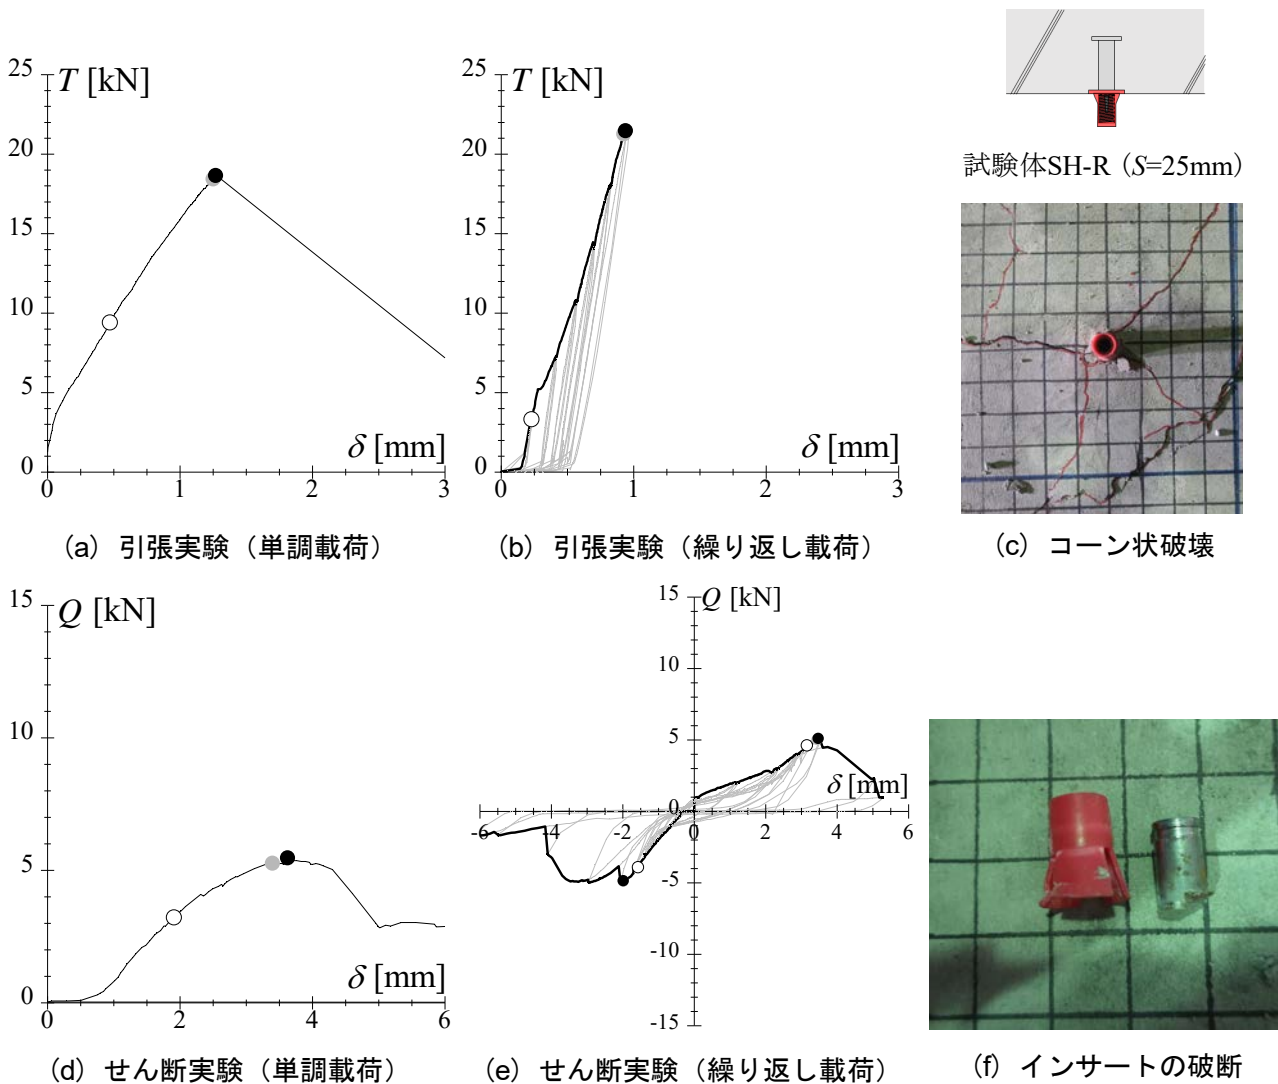 25
T [kN]
20
15
10
5
0
δ [mm]
0
1
2
3
(a) 引張実験（単調載荷）
25
T [kN]
20
15
10
5
0
δ [mm]
0
1
2
3
(b) 引張実験（繰り返し載荷）
試験体SH-R（S=25mm）
(c) コーン状破壊
15
Q [kN]
10
5
0
δ [mm]
0
2
4
6
(d) せん断実験（単調載荷）
15
Q [kN]
10
5
δ [mm]
0
-6
-4
-2
0
2
4
6
-5
-10
-15
(e) せん断実験（繰り返し載荷）
(f) インサートの破断